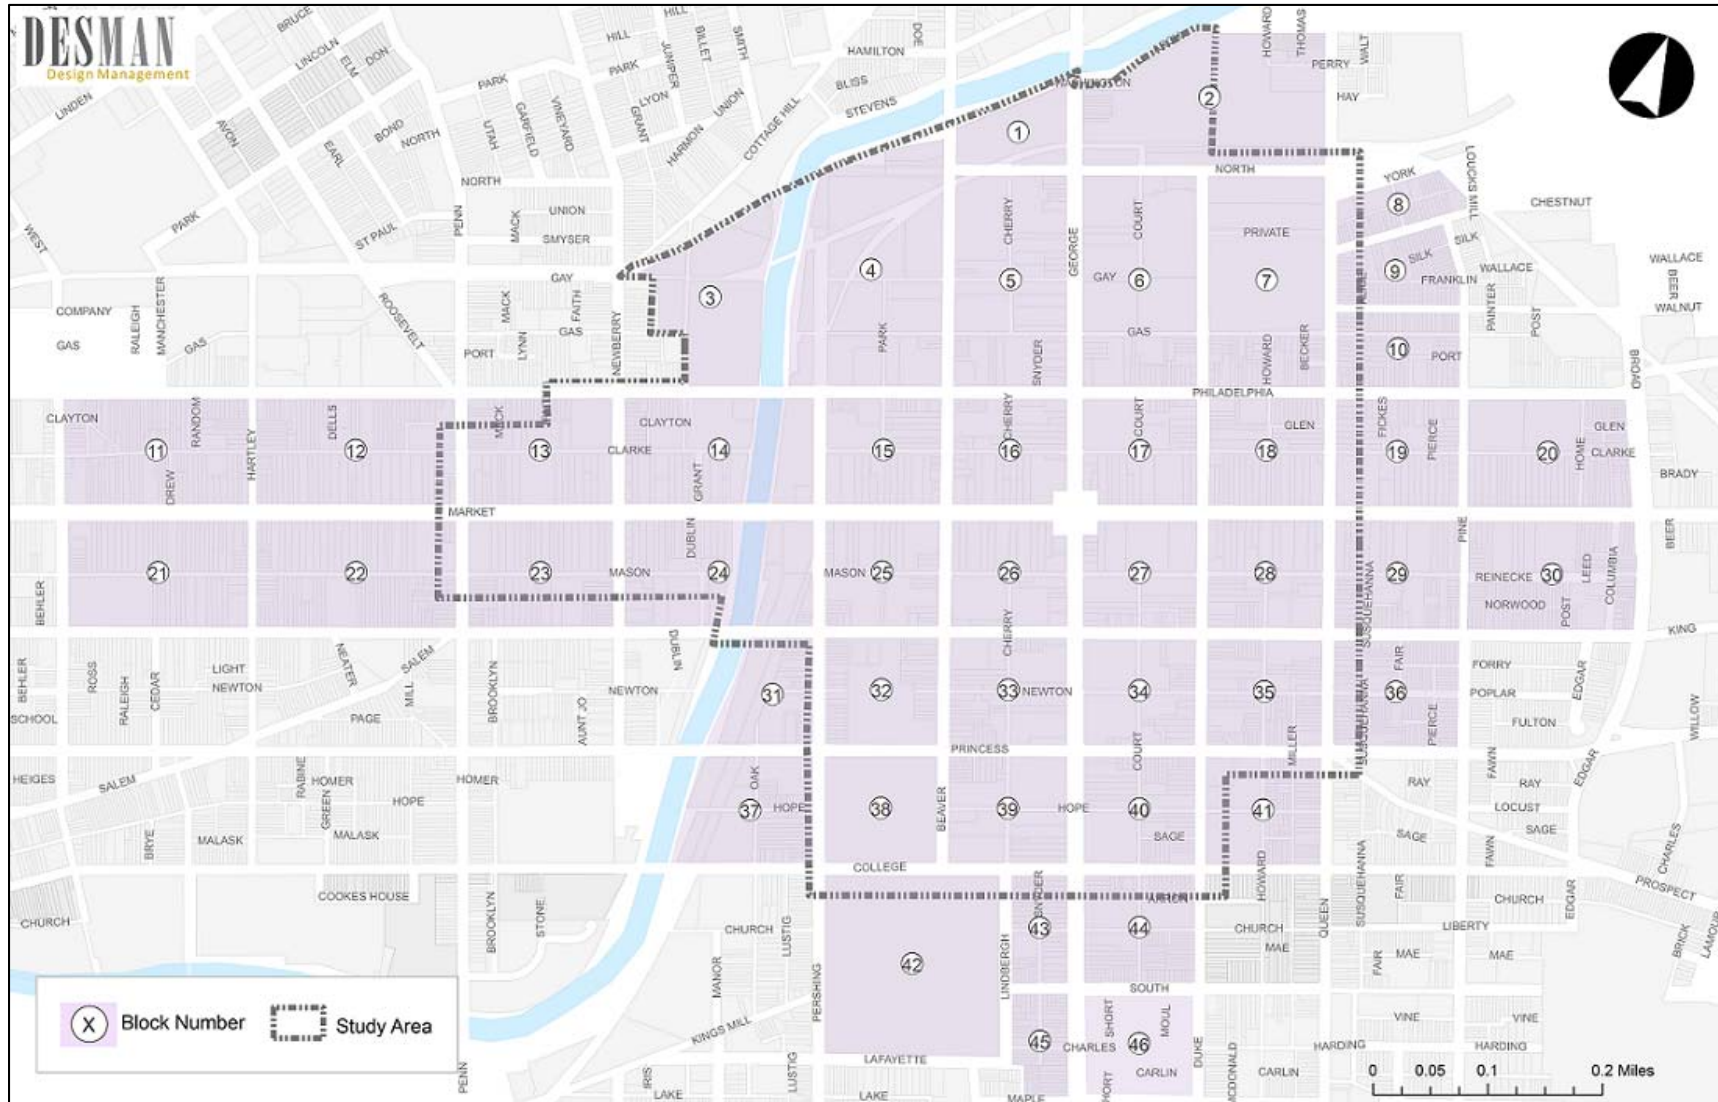 DESMAN
Design Management
BRUCE
LINCOLN
ELM
DON
LINDEN
AVON
BOND
NORTH
EARL
PARK
WEST
ST PAUL
PARK
UTAH
GARFIELD
VINEYARD
HILL
HILL
PARK
JUNIPER
BILLET
SMITH
LYON
GRANT
UNION
HARMON
COTTAGE HILL
HAMILTON
DOE
BLISS
STEVENS
WASHINGTON
HOWARD
THOMAS
PERRY
WALT
HAY
1
2
NORTH
NORTH
UNION
SMYSER
PENN
MACK
GAY
YORK
LOUCKS MILL
CHESTNUT
8
CHERRY
COURT
GEORGE
PRIVATE
SILK
SILK
9
FRANKLIN
WALLACE
WALLACE
BEER
WALNUT
3
4
5
GAY
6
7
PAINTER
POST
COMPANY
RALEIGH
MANCHESTER
GAS
GAS
ROOSEVELT
MACK
FAITH
GAS
LYNN
PORT
NEWBERRY
PARK
SNYDER
GAS
HOWARD
BECKER
10
PORT
BROAD
PHILADELPHIA
CLAYTON
RANDOM
11
DREW
HARTLEY
DELLS
12
MACK
13
CLARKE
CLAYTON
14
GRANT
15
CHERRY
16
COURT
17
GLEN
18
FICKES
19
PIERCE
20
HOME
GLEN
CLARKE
BRADY
MARKET
DUBLIN
PINE
BEER
BEHLER
21
22
23
MASON
24
MASON
25
26
27
28
SUSQUEHANNA
29
REINECKE
30
LEED
COLUMBIA
NORWOOD
POST
KING
CHERRY
BEHLER
ROSS
RALEIGH
CEDAR
LIGHT
NEWTON
NEATER
SALEM
MILL
BROOKLYN
AUNT JO
NEWTON
DUBLIN
31
32
33
NEWTON
34
35
MILLER
SUSQUEHANNA
FAIR
36
PIERCE
FORRY
POPLAR
EDGAR
FULTON
WILLOW
SCHOOL
PAGE
PRINCESS
COURT
HEIGES
SALEM
RABINE
HOMER
GREEN
HOPE
HOMER
MALASK
MALASK
BRYE
OAK
37
HOPE
38
BEAVER
39
HOPE
40
SAGE
41
RAY
FAWN
RAY
EDGAR
LOCUST
SAGE
SAGE
FAWN
CHARLES
COLLEGE
HOWARD
SUSQUEHANNA
FAIR
PROSPECT
COOKES HOUSE
CHURCH
BROOKLYN
STONE
CHURCH
LUSTIG
MANOR
PERSHING
42
LINDBERGH
SNYDER
43
44
CHURCH
MAE
QUEEN
LIBERTY
CHURCH
EDGAR
FAIR
MAE
MAE
BRICK
LAMOUR
SOUTH
KINGS MILL
PENN
IRIS
LAKE
LUSTIG
LAFAYETTE
LAKE
45
MAPLE
CHARLES
SHORT
46
MOUL
CARLIN
DUKE
CARLIN
VINE
VINE
HARDING
HARDING
X
Block Number
Study Area
0
0.05
0.1
0.2 Miles